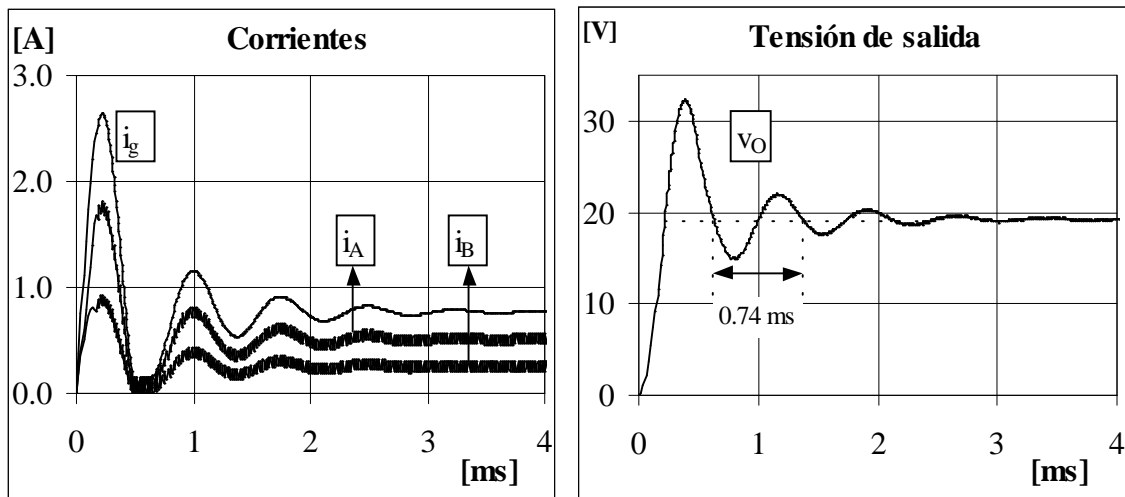 [A]
Corrientes
3.0
2.0
1.0
0.0
i_g
i_A
i_B
0
1
2
3
4
[ms]
[V]
Tensión de salida
30
20
10
0
v_O
0.74 ms
0
1
2
3
4
[ms]